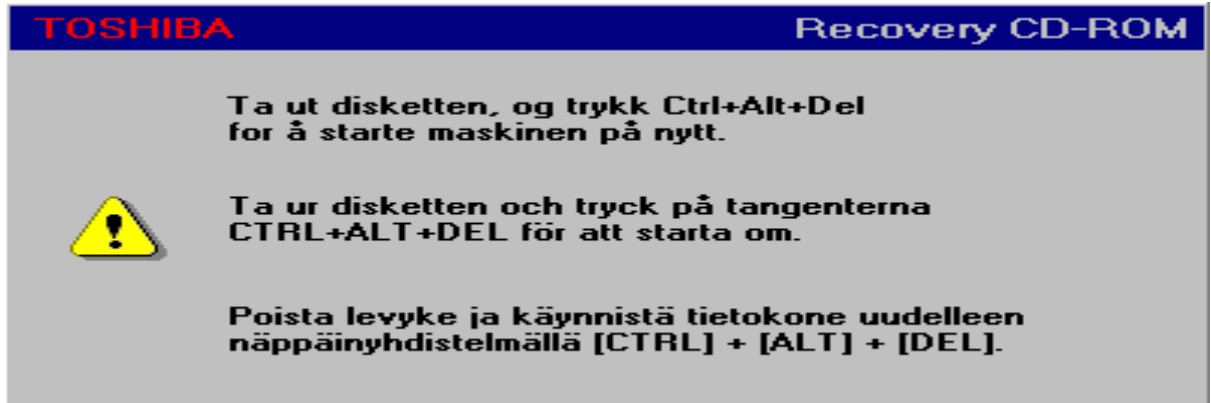 TOSHIBA Recovery CD-ROM
Ta ut disketten, og trykk Ctrl+Alt+Del
for å starte maskinen på nytt.
Ta ur disketten och tryck på tangenterna
CTRL+ALT+DEL för att starta om.
Poista levyke ja käynnistä tietokone uudelleen
näppäinyhdistelmällä [CTRL] + [ALT] + [DEL].